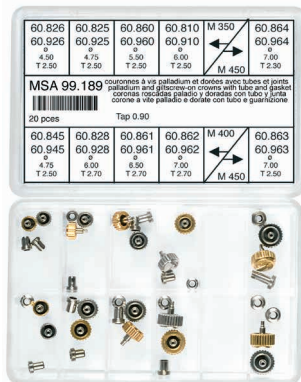 60.826 60.825 60.860 60.810 M 350 60.864
60.926 60.925 60.960 60.910 60.964
ø ø ø ø ø
4.50 4.75 5.50 6.00 7.00
T 2.50 T 2.50 T 2.50 T 2.50 M 450 T 2.50
MSA 99.189
couronnes à vis palladium et dorées avec tubes et joints
palladium and giltscrew-on crowns with tube and gasket
coronas roscadas paladio y doradas con tubo y junta
corone a vite palladio e dorate con tubo e guarnizione
20 pces Tap 0.90
60.845 60.828 60.861 60.862 M 400 60.863
60.945 60.928 60.961 60.962 60.963
ø ø ø ø ø
4.75 6.00 6.50 7.00 7.00
T 2.50 T 2.70 T 2.70 T 2.70 M 450 T 2.50